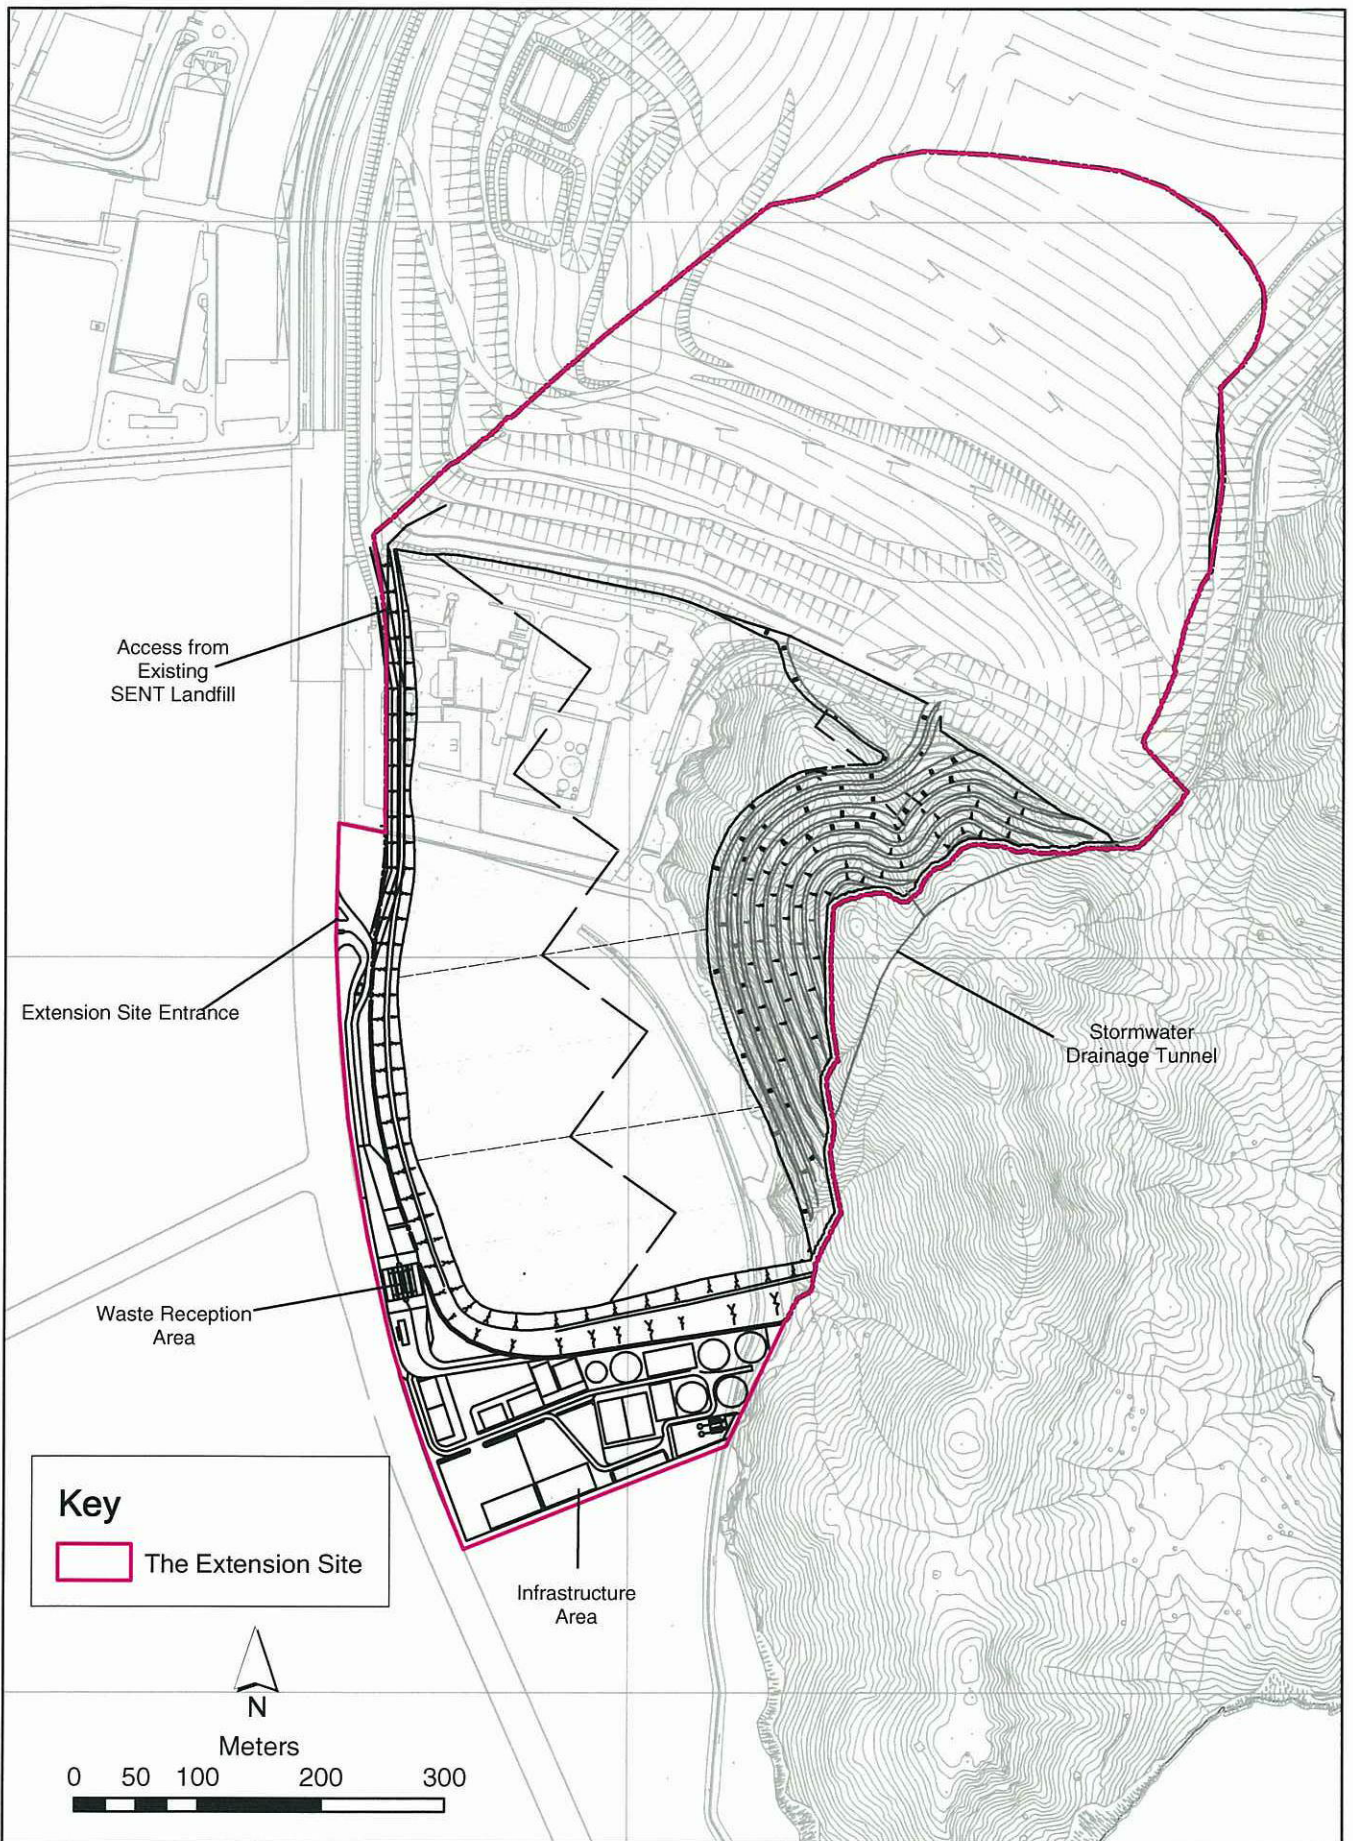 Access from
Existing
SENT Landfill
Extension Site Entrance
Stormwater
Drainage Tunnel
Waste Reception
Area
Key
The Extension Site
Infrastructure
Area
N
Meters
0 50 100 200 300